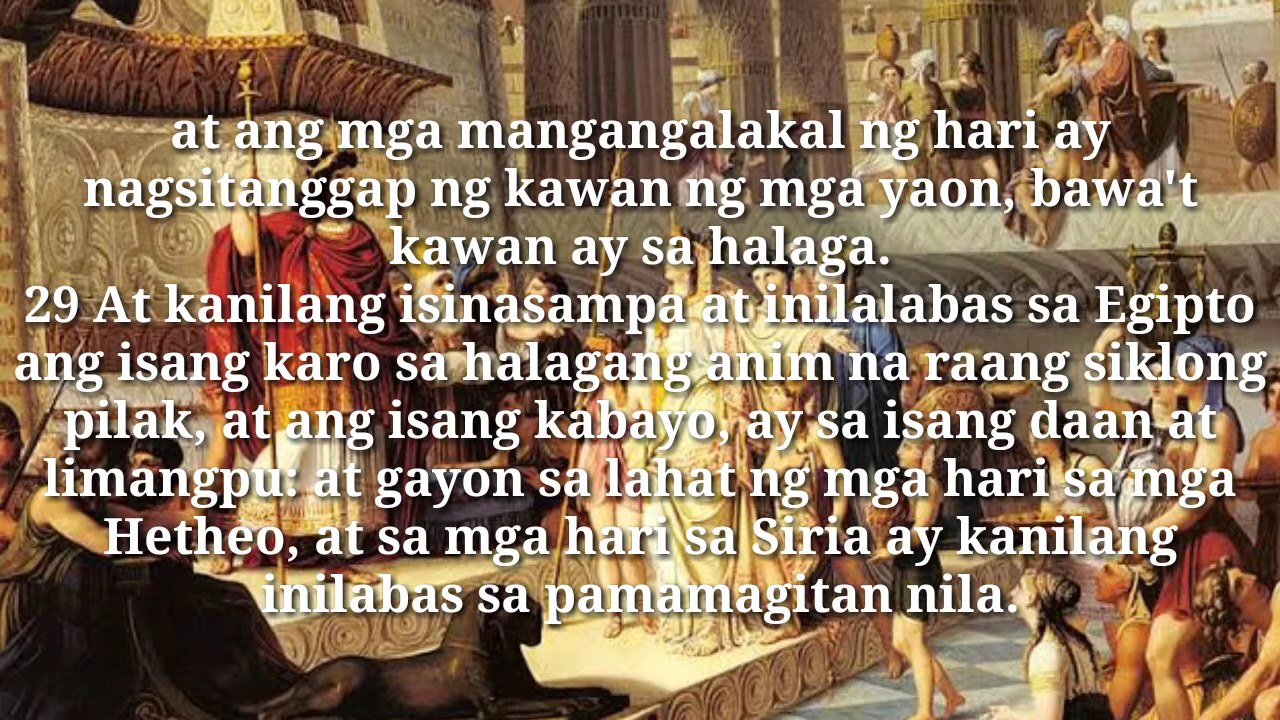 at ang mga mangangalakal ng hari ay
nagsitanggap ng kawan ng mga yaon, bawa't
kawan ay sa halaga.
29 At kanilang isinasampa at inilalabas sa Egipto
ang isang karo sa halagang anim na raang siklong
pilak, at ang isang kabayo, ay sa isang daan at
limangpu: at gayon sa lahat ng mga hari sa mga
Hetheo, at sa mga hari sa Siria ay kanilang
inilabas sa pamamagitan nila.